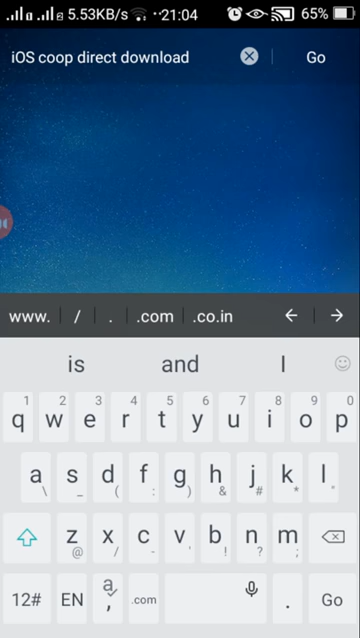 5.53KB/s 21:04 65%
iOS coop direct download Go
www. / . .com .co.in ← →
is and I
1 2 3 4 5 6 7 8 9 0
q w e r t y u i o p
a s d f g h j k l
\ _ ( : ) & # * "
z x c v b n m
@ / - ' ! ? ;
12# EN a , .com . Go